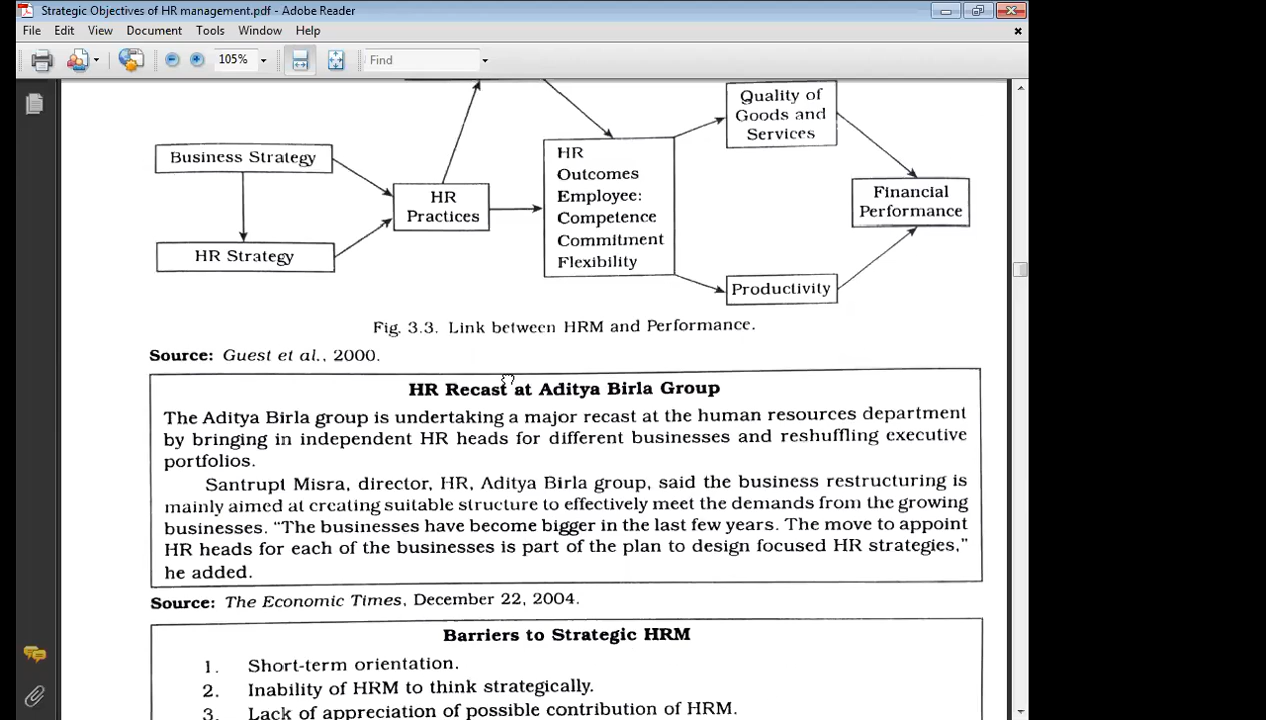 Strategic Objectives of HR management.pdf - Adobe Reader
File Edit View Document Tools Window Help
105% Find
Business Strategy
HR Strategy
HR
Practices
HR
Outcomes
Employee:
Competence
Commitment
Flexibility
Quality of
Goods and
Services
Productivity
Financial
Performance
Fig. 3.3. Link between HRM and Performance.
Source: Guest et al., 2000.
HR Recast at Aditya Birla Group
The Aditya Birla group is undertaking a major recast at the human resources department
by bringing in independent HR heads for different businesses and reshuffling executive
portfolios.
Santrupt Misra, director, HR, Aditya Birla group, said the business restructuring is
mainly aimed at creating suitable structure to effectively meet the demands from the growing
businesses. “The businesses have become bigger in the last few years. The move to appoint
HR heads for each of the businesses is part of the plan to design focused HR strategies,”
he added.
Source: The Economic Times, December 22, 2004.
Barriers to Strategic HRM
1. Short-term orientation.
2. Inability of HRM to think strategically.
3. Lack of appreciation of possible contribution of HRM.